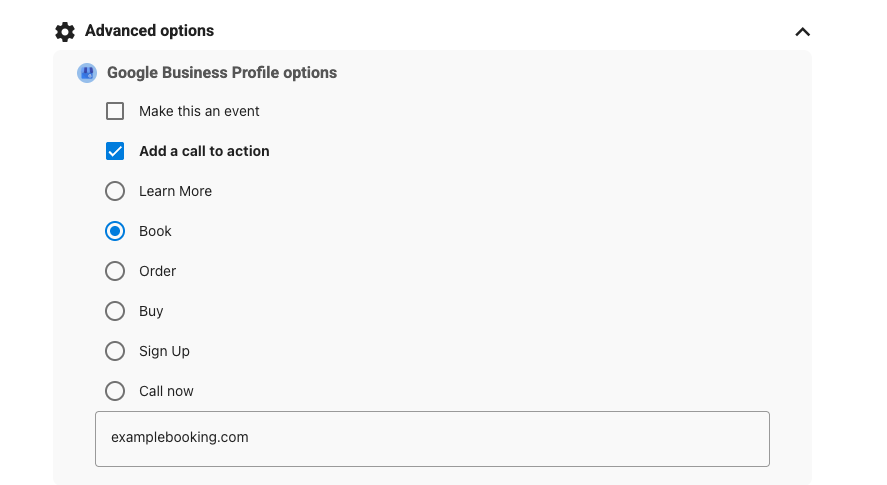 Advanced options
Google Business Profile options
Make this an event
Add a call to action
Learn More
Book
Order
Buy
Sign Up
Call now
examplebooking.com